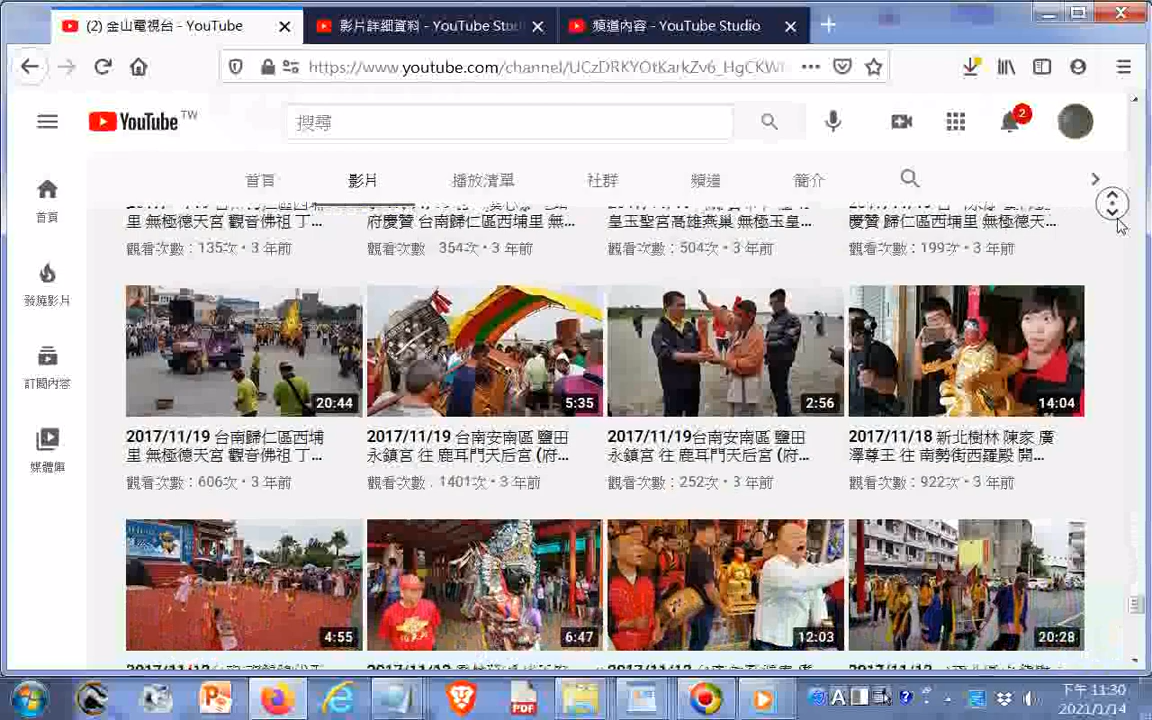 (2) 金山電視台 - YouTube
影片詳細資料 - YouTube Stu
頻道內容 - YouTube Studio
https://www.youtube.com/channel/UCzDRKYOtKarkZv6_HgCKW
YouTube TW
搜尋
2
首頁
影片
播放清單
社群
頻道
簡介
首頁
發燒影片
訂閱內容
媒體庫
里 無極德天宮 觀音佛祖 丁...
觀看次數：135次・3 年前
府慶贊 台南歸仁區西埔里 無...
觀看次數：354次・3 年前
皇玉聖宮高雄燕巢 無極玉皇...
觀看次數：504次・3 年前
慶贊 歸仁區西埔里 無極德天...
觀看次數：199次・3 年前
20:44
5:35
2:56
14:04
2017/11/19 台南歸仁區西埔
里 無極德天宮 觀音佛祖 丁...
觀看次數：606次・3 年前
2017/11/19 台南安南區 鹽田
永鎮宮 往 鹿耳門天后宮 (府...
觀看次數：1401次・3 年前
2017/11/19台南安南區 鹽田
永鎮宮 往 鹿耳門天后宮 (府...
觀看次數：252次・3 年前
2017/11/18 新北樹林 陳家 廣
澤尊王 往 南勢街西羅殿 開...
觀看次數：922次・3 年前
4:55
6:47
12:03
20:28
PDF
A
下午 11:30
2021/1/14